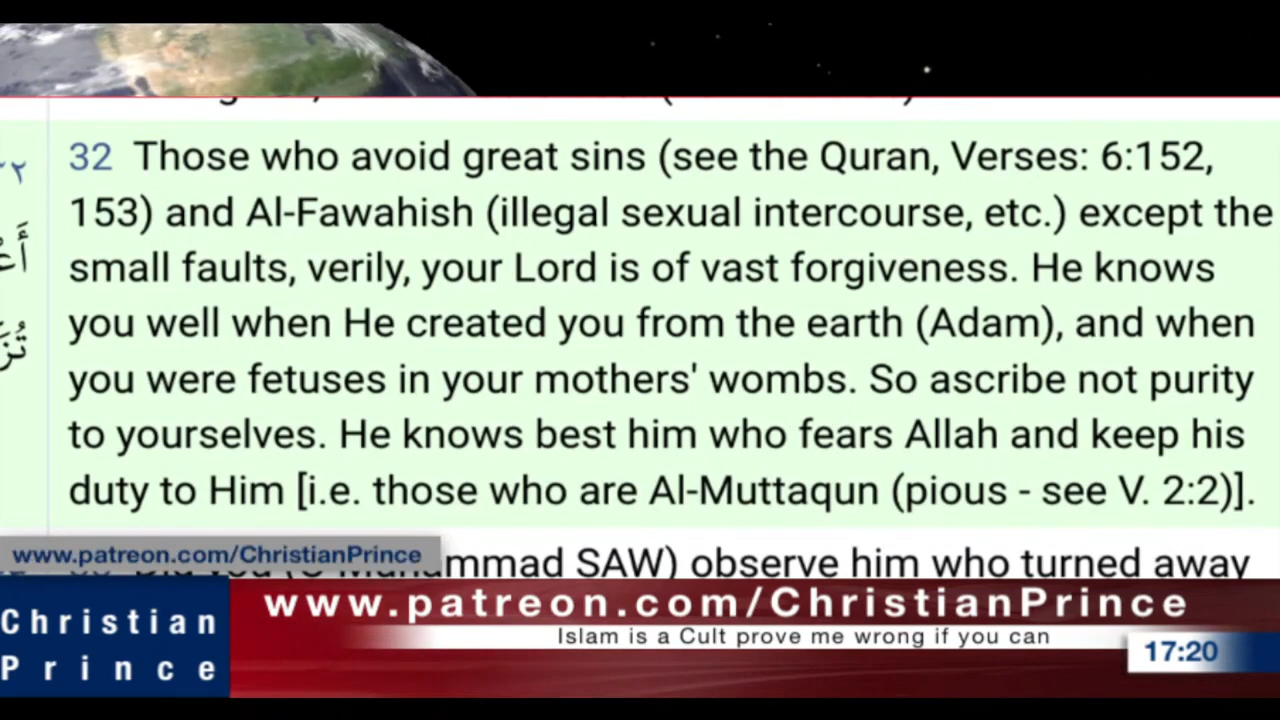 32 Those who avoid great sins (see the Quran, Verses: 6:152,
153) and Al-Fawahish (illegal sexual intercourse, etc.) except the
small faults, verily, your Lord is of vast forgiveness. He knows
you well when He created you from the earth (Adam), and when
you were fetuses in your mothers' wombs. So ascribe not purity
to yourselves. He knows best him who fears Allah and keep his
duty to Him [i.e. those who are Al-Muttaqun (pious - see V. 2:2)].
www.patreon.com/ChristianPrince
SAW) observe him who turned away
www.patreon.com/ChristianPrince
Islam is a Cult prove me wrong if you can
Christian
Prince
17:20